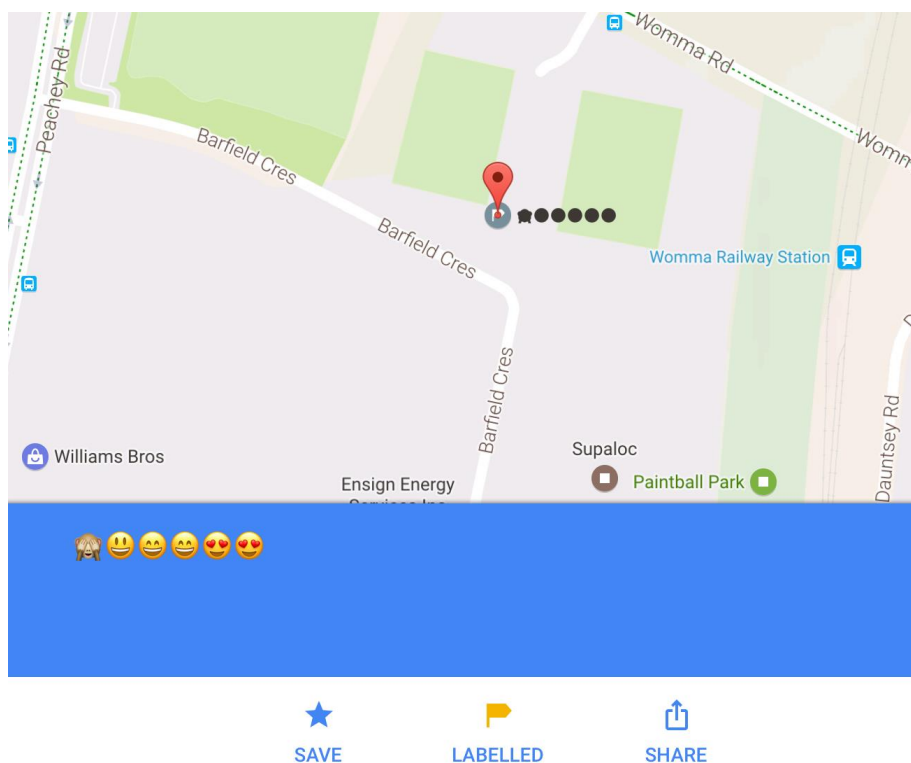 Womma Rd
Peachey Rd
Barfield Cres
Barfield Cres
Womma Railway Station
Barfield Cres
Dauntsey Rd
Williams Bros
Supaloc
Paintball Park
Ensign Energy
🙈😃😄😄😍😍
SAVE
LABELLED
SHARE